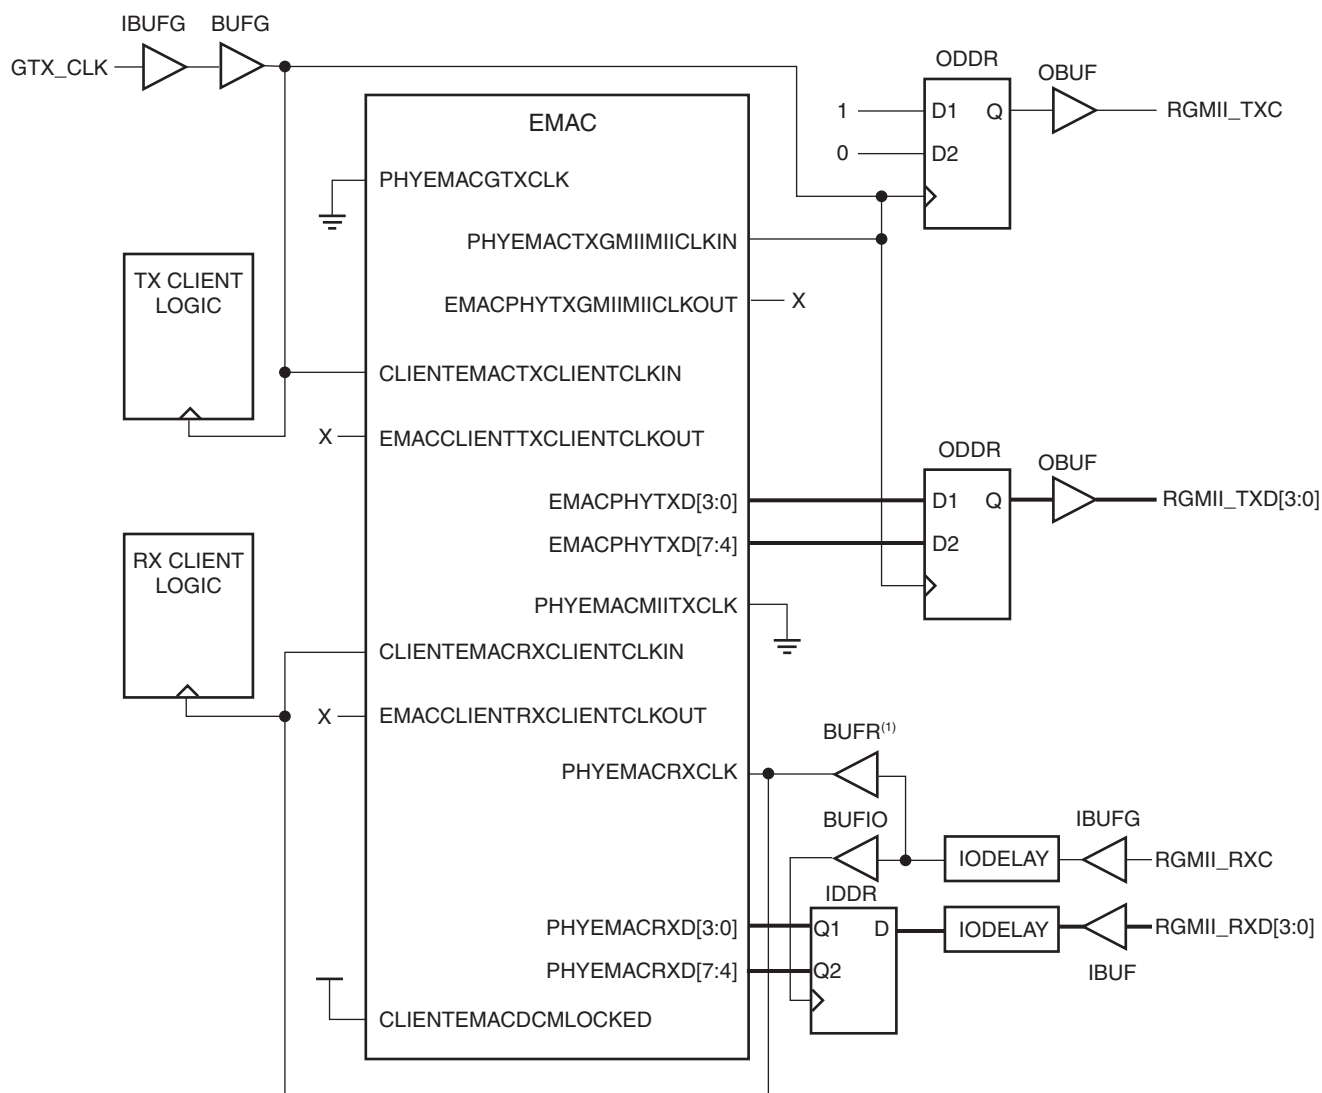 IBUFG
BUFG
GTX_CLK
ODDR
OBUF
1
D1
Q
RGMII_TXC
0
D2
EMAC
PHYEMACGTXCLK
PHYEMACTXGMIIMIICLKIN
TX CLIENT
LOGIC
EMACPHYTXGMIIMIICLKOUT
X
CLIENTEMACTXCLIENTCLKIN
X
EMACCLIENTTXCLIENTCLKOUT
ODDR
OBUF
EMACPHYTXD[3:0]
D1
Q
RGMII_TXD[3:0]
EMACPHYTXD[7:4]
D2
RX CLIENT
LOGIC
PHYEMACMIITXCLK
CLIENTEMACRXCLIENTCLKIN
X
EMACCLIENTRXCLIENTCLKOUT
BUFR(1)
PHYEMACRXCLK
BUFIO
IBUFG
IODELAY
RGMII_RXC
IDDR
PHYEMACRXD[3:0]
Q1
D
IODELAY
RGMII_RXD[3:0]
PHYEMACRXD[7:4]
Q2
IBUF
CLIENTEMACDCMLOCKED